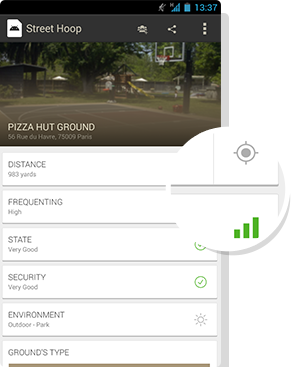 13:37
Street Hoop
PIZZA HUT GROUND
56 Rue du Havre, 75009 Paris
DISTANCE
983 yards
FREQUENTING
High
STATE
Very Good
SECURITY
Very Good
ENVIRONMENT
Outdoor - Park
GROUND'S TYPE